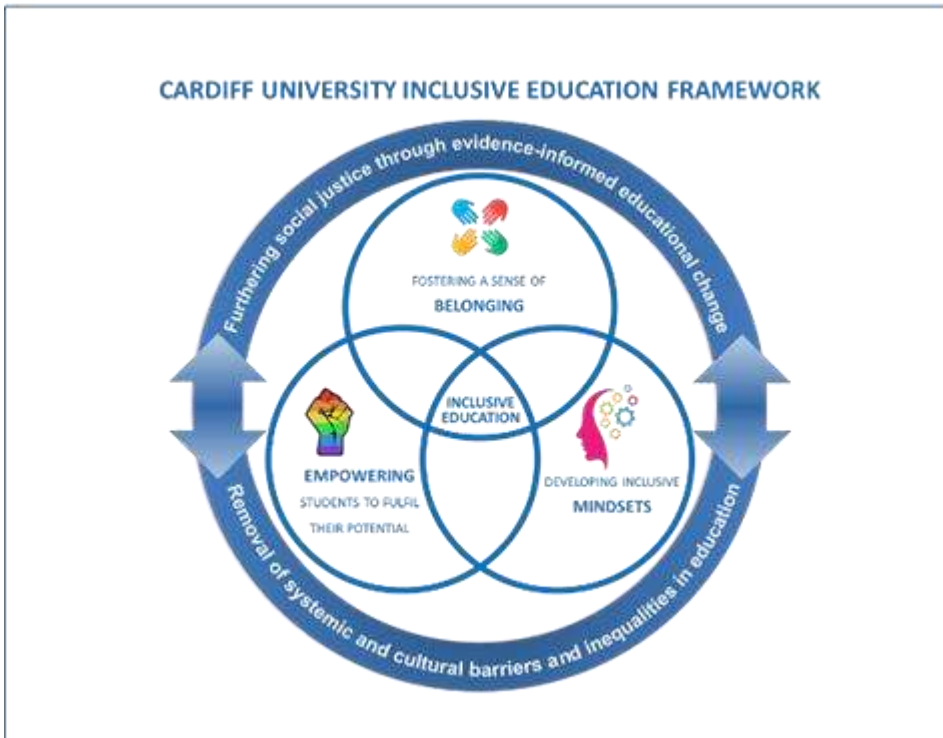 CARDIFF UNIVERSITY INCLUSIVE EDUCATION FRAMEWORK
Furthering social justice through evidence-informed educational change
FOSTERING A SENSE OF
BELONGING
INCLUSIVE
EDUCATION
EMPOWERING
STUDENTS TO FULFIL
THEIR POTENTIAL
DEVELOPING INCLUSIVE
MINDSETS
Removal of systemic and cultural barriers and inequalities in education